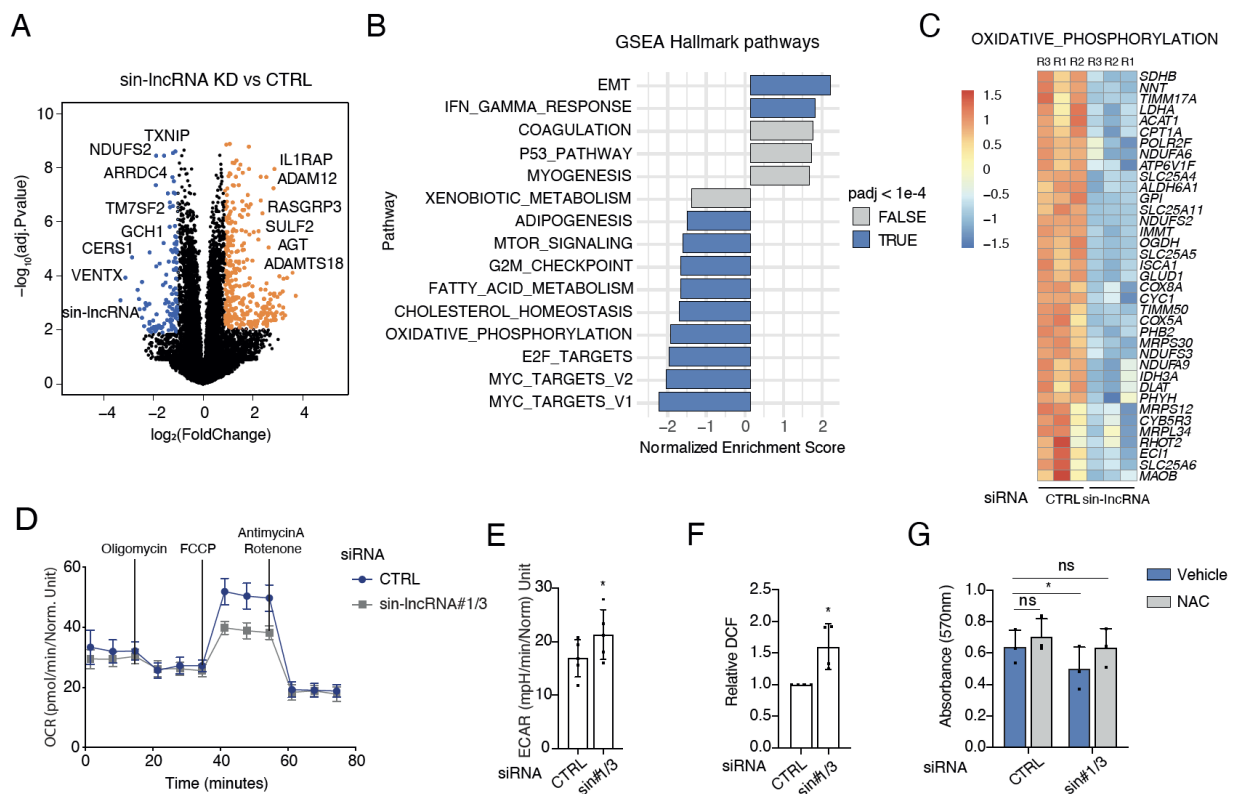 A
sin-lncRNA KD vs CTRL
−log₁₀(adj.Pvalue)
10
8
6
4
2
0
−4
−2
0
2
4
log₂(FoldChange)
TXNIP
NDUFS2
ARRDC4
TM7SF2
GCH1
CERS1
VENTX
sin-lncRNA
IL1RAP
ADAM12
RASGRP3
SULF2
AGT
ADAMTS18
B
GSEA Hallmark pathways
Pathway
EMT
IFN_GAMMA_RESPONSE
COAGULATION
P53_PATHWAY
MYOGENESIS
XENOBIOTIC_METABOLISM
ADIPOGENESIS
MTOR_SIGNALING
G2M_CHECKPOINT
FATTY_ACID_METABOLISM
CHOLESTEROL_HOMEOSTASIS
OXIDATIVE_PHOSPHORYLATION
E2F_TARGETS
MYC_TARGETS_V2
MYC_TARGETS_V1
−2
−1
0
1
2
Normalized Enrichment Score
padj < 1e-4
FALSE
TRUE
C
OXIDATIVE_PHOSPHORYLATION
R3 R1 R2 R3 R2 R1
1.5
1
0.5
0
−0.5
−1
−1.5
SDHB
NNT
TIMM17A
LDHA
ACAT1
CPT1A
POLR2F
NDUFA6
ATP6V1F
SLC25A4
ALDH6A1
GPI
SLC25A11
NDUFS2
IMMT
OGDH
SLC25A5
ISCA1
GLUD1
COX8A
CYC1
TIMM50
COX5A
PHB2
MRPS30
NDUFS3
NDUFA9
IDH3A
DLAT
PHYH
MRPS12
CYB5R3
MRPL34
RHOT2
ECI1
SLC25A6
MAOB
siRNA
CTRL sin-lncRNA
D
Oligomycin
FCCP
AntimycinA
Rotenone
siRNA
CTRL
sin-lncRNA#1/3
OCR (pmol/min/Norm. Unit)
60
40
20
0
0
20
40
60
80
Time (minutes)
E
ECAR (mpH/min/Norm) Unit
30
20
10
0
*
siRNA
CTRL
sin#1/3
F
Relative DCF
2.5
2.0
1.5
1.0
0.5
0.0
*
siRNA
CTRL
sin#1/3
G
Absorbance (570nm)
1.0
0.8
0.6
0.4
0.2
0.0
ns
*
ns
siRNA
CTRL
sin#1/3
Vehicle
NAC